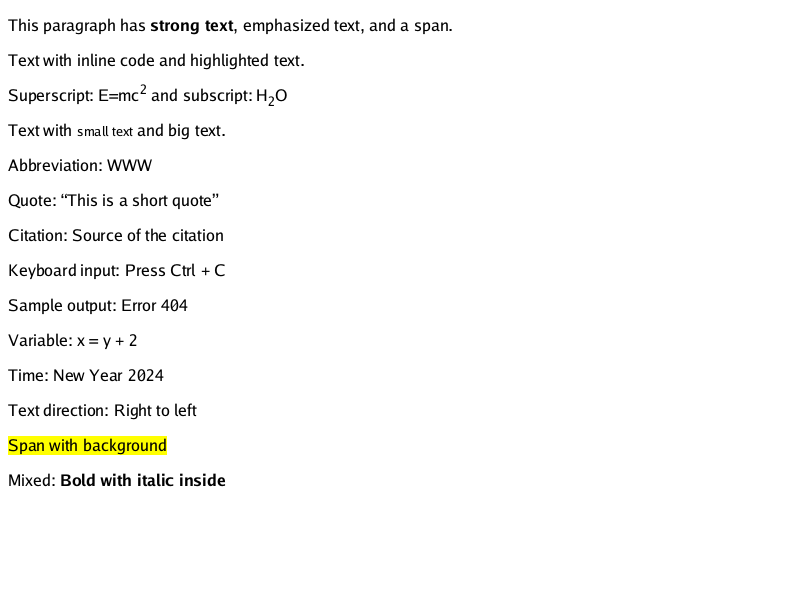 This paragraph has strong text, emphasized text, and a span.
Text with inline code and highlighted text.
Superscript: E=mc² and subscript: H₂O
Text with small text and big text.
Abbreviation: WWW
Quote: “This is a short quote”
Citation: Source of the citation
Keyboard input: Press Ctrl + C
Sample output: Error 404
Variable: x = y + 2
Time: New Year 2024
Text direction: Right to left
Span with background
Mixed: Bold with italic inside